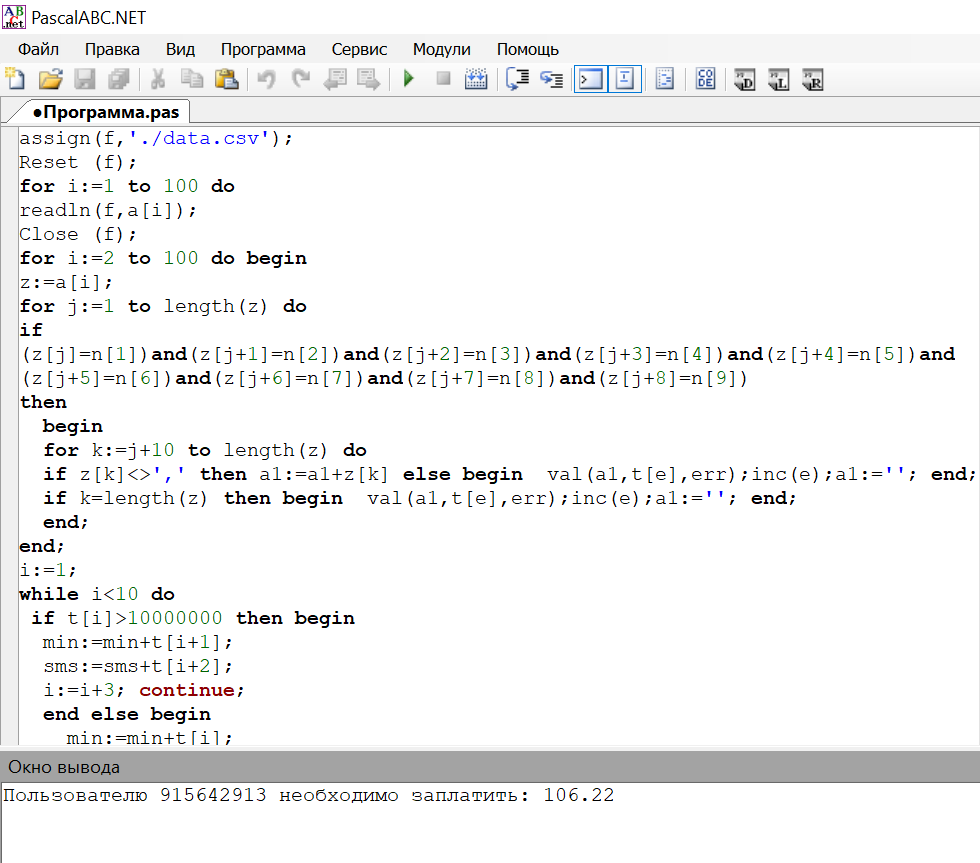 PascalABC.NET
Файл Правка Вид Программа Сервис Модули Помощь
●Программа.pas
assign(f,'./data.csv');
Reset (f);
for i:=1 to 100 do
readln(f,a[i]);
Close (f);
for i:=2 to 100 do begin
z:=a[i];
for j:=1 to length(z) do
if
(z[j]=n[1])and(z[j+1]=n[2])and(z[j+2]=n[3])and(z[j+3]=n[4])and(z[j+4]=n[5])and
(z[j+5]=n[6])and(z[j+6]=n[7])and(z[j+7]=n[8])and(z[j+8]=n[9])
then
begin
for k:=j+10 to length(z) do
if z[k]<>',' then a1:=a1+z[k] else begin  val(a1,t[e],err);inc(e);a1:=''; end;
if k=length(z) then begin  val(a1,t[e],err);inc(e);a1:=''; end;
end;
end;
i:=1;
while i<10 do
if t[i]>10000000 then begin
min:=min+t[i+1];
sms:=sms+t[i+2];
i:=i+3; continue;
end else begin
min:=min+t[i];
Окно вывода
Пользователю 915642913 необходимо заплатить: 106.22